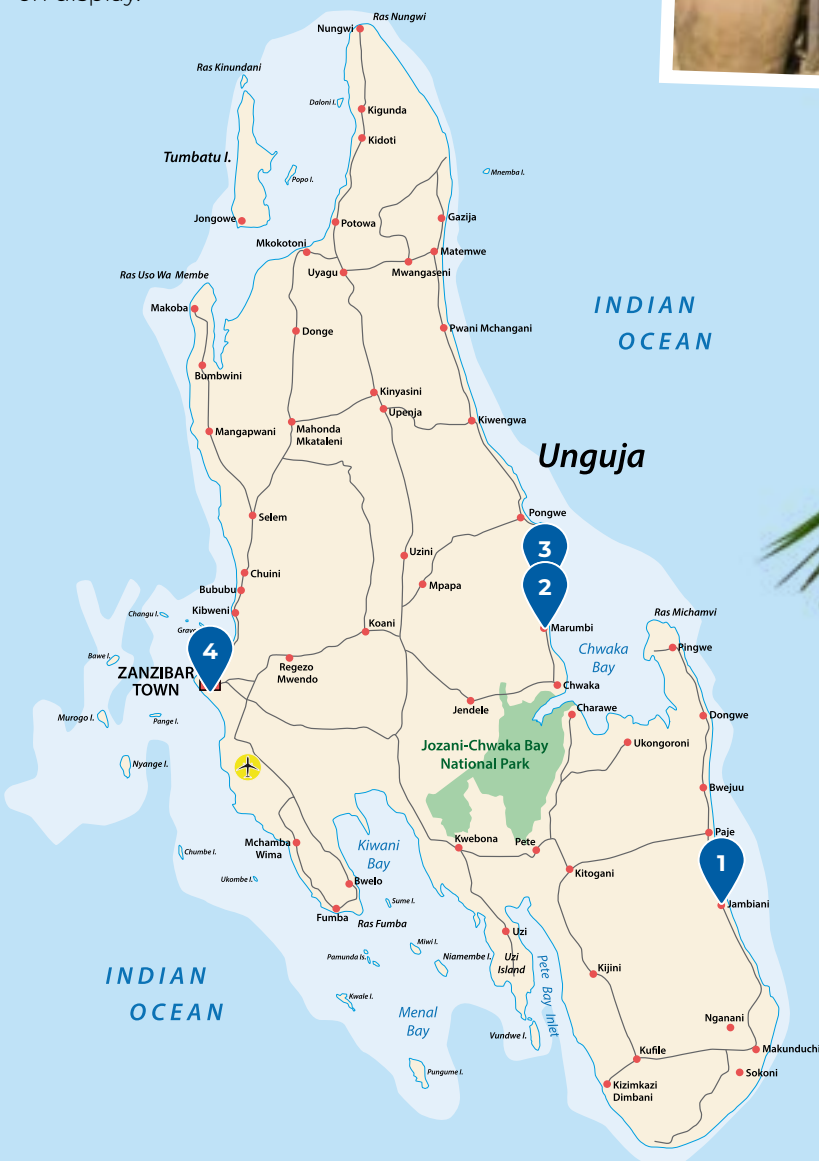 Ras Nungwi
Nungwi
Ras Kinundani
Daloni I.
Kigunda
Kidoti
Tumbatu I.
Popo I.
Mnemba I.
Jongowe
Potowa
Gazija
Mkokotoni
Matemwe
Uyagu
Mwangaseni
Ras Uso Wa Membe
Makoba
INDIAN
OCEAN
Donge
Pwani Mchangani
Bumbwini
Kinyasini
Upenja
Mangapwani
Mahonda
Mkataleni
Kiwengwa
Unguja
Selem
Pongwe
3
Uzini
Chuini
Mpapa
2
Bububu
Changu I.
Kibweni
Ras Michamvi
Koani
Marumbi
4
Bawe I.
Chwaka
Bay
Pingwe
ZANZIBAR
TOWN
Regezo
Mwendo
Chwaka
Murogo I.
Pange I.
Jendele
Charawe
Dongwe
Jozani-Chwaka Bay
National Park
Ukongoroni
Nyange I.
Bwejuu
Paje
Mchamba
Wima
Kiwani
Bay
Kwebona
Pete
Chumbe I.
1
Kitogani
Ukombe I.
Bwelo
Sume I.
Jambiani
Fumba
Ras Fumba
Uzi
Miwi I.
Pamunda Is.
Niamembe I.
Uzi
Island
Pete Bay Inlet
Kijini
INDIAN
OCEAN
Kwale I.
Menal
Bay
Nganani
Vundwe I.
Kufile
Makunduchi
Pungume I.
Sokoni
Kizimkazi
Dimbani